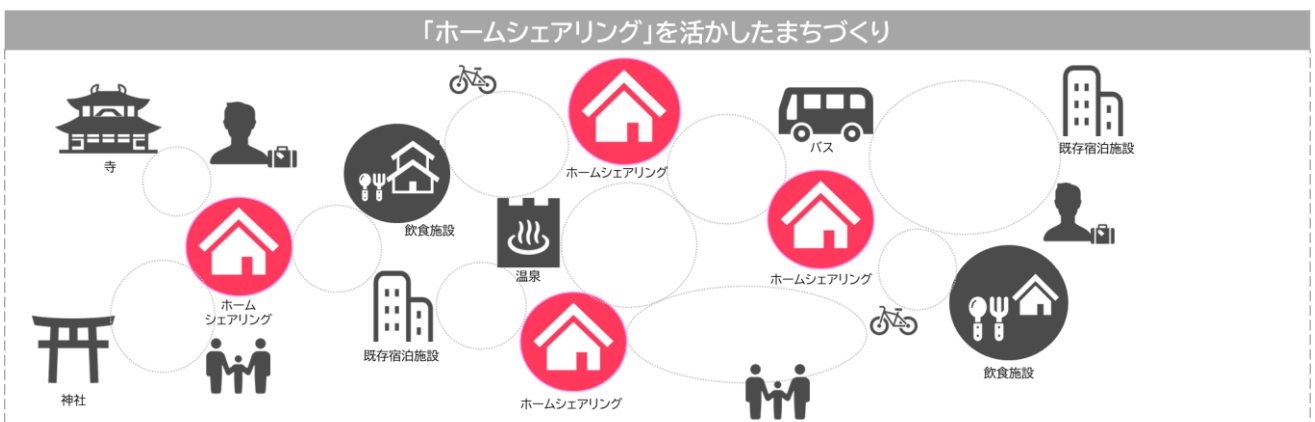 「ホームシェアリング」を活かしたまちづくり
寺
ホーム
シェアリング
神社
飲食施設
既存宿泊施設
温泉
ホームシェアリング
ホームシェアリング
バス
ホームシェアリング
既存宿泊施設
飲食施設